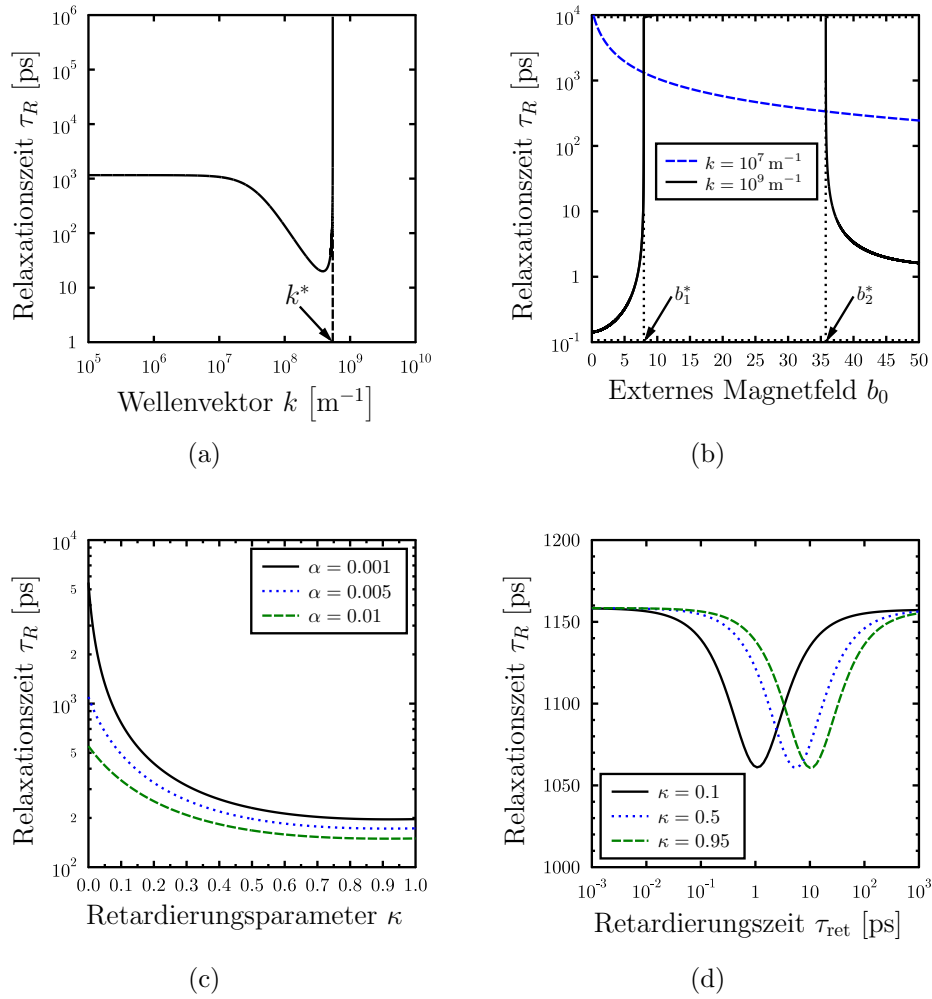 10^6
10^5
10^4
10^3
10^2
10
1
Relaxationszeit τ_R [ps]
k^*
10^5 10^6 10^7 10^8 10^9 10^10
Wellenvektor k [m^−1]
(a)
10^4
10^3
10^2
10
1
10^-1
Relaxationszeit τ_R [ps]
k = 10^7 m^−1
k = 10^9 m^−1
b_1^* b_2^*
0 5 10 15 20 25 30 35 40 45 50
Externes Magnetfeld b_0
(b)
10^4
5
2
10^3
5
2
10^2
Relaxationszeit τ_R [ps]
α = 0.001
α = 0.005
α = 0.01
0.0 0.1 0.2 0.3 0.4 0.5 0.6 0.7 0.8 0.9 1.0
Retardierungsparameter κ
(c)
1200
1150
1100
1050
1000
Relaxationszeit τ_R [ps]
κ = 0.1
κ = 0.5
κ = 0.95
10^-3 10^-2 10^-1 1 10 10^2 10^3
Retardierungszeit τ_ret [ps]
(d)